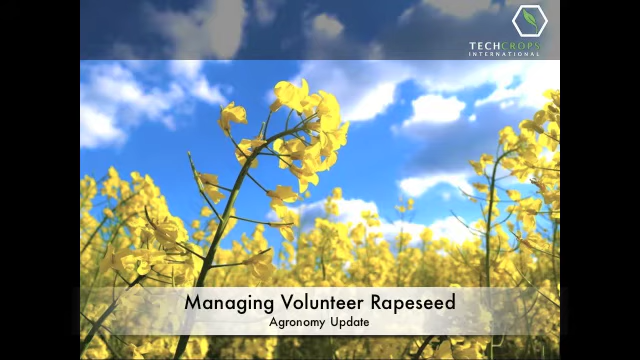 TECHCROPS
INTERNATIONAL
Managing Volunteer Rapeseed
Agronomy Update